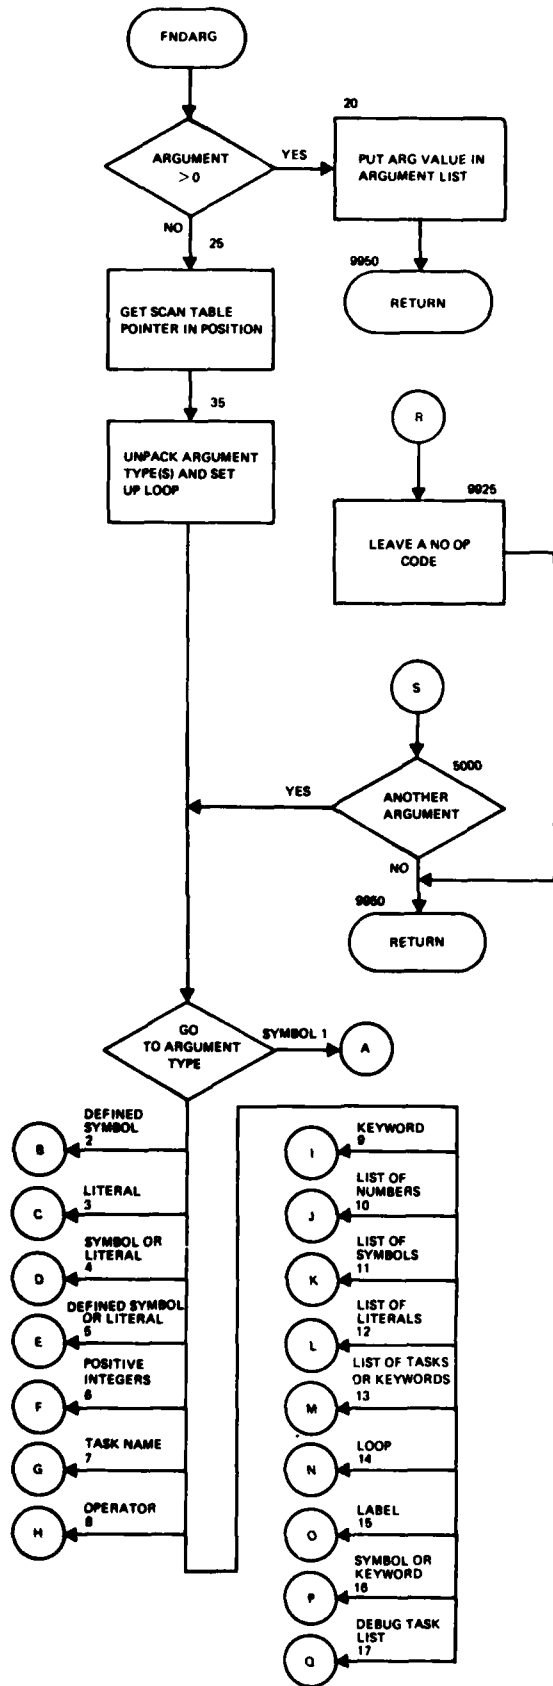 FNDARG
ARGUMENT
>0
YES
NO
20
PUT ARG VALUE IN
ARGUMENT LIST
9950
RETURN
25
GET SCAN TABLE
POINTER IN POSITION
35
UNPACK ARGUMENT
TYPE(S) AND SET
UP LOOP
R
9925
LEAVE A NO OP
CODE
S
5000
ANOTHER
ARGUMENT
YES
NO
9950
RETURN
GO
TO ARGUMENT
TYPE
SYMBOL 1
A
DEFINED
SYMBOL
2
B
LITERAL
3
C
SYMBOL OR
LITERAL
4
D
DEFINED SYMBOL
OR LITERAL
5
E
POSITIVE
INTEGERS
6
F
TASK NAME
7
G
OPERATOR
8
H
KEYWORD
9
I
LIST OF
NUMBERS
10
J
LIST OF
SYMBOLS
11
K
LIST OF
LITERALS
12
L
LIST OF TASKS
OR KEYWORDS
13
M
LOOP
14
N
LABEL
15
O
SYMBOL OR
KEYWORD
16
P
DEBUG TASK
LIST
17
Q